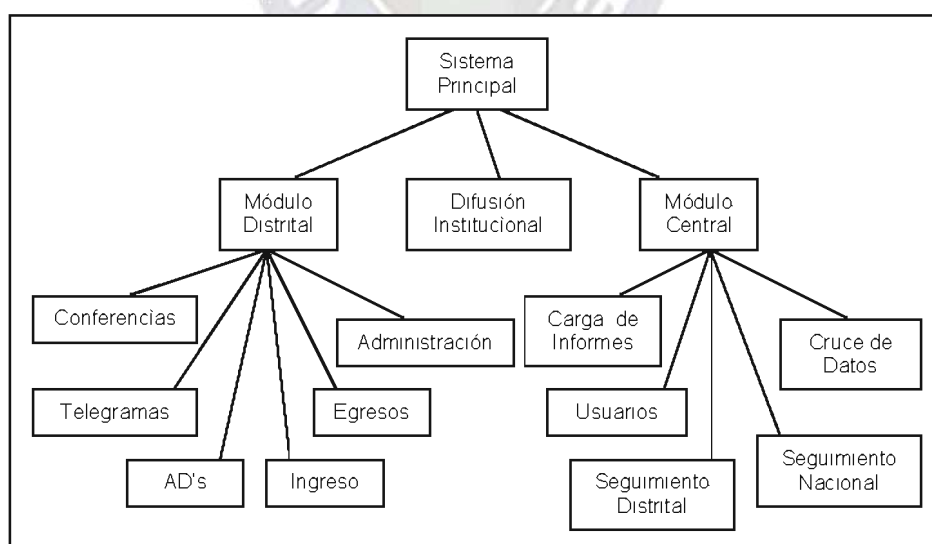 Sistema
Principal
Módulo
Distrital
Difusión
Institucional
Módulo
Central
Conferencias
Administración
Carga de
Informes
Cruce de
Datos
Telegramas
Egresos
Usuarios
AD's
Ingreso
Seguimiento
Distrital
Seguimiento
Nacional